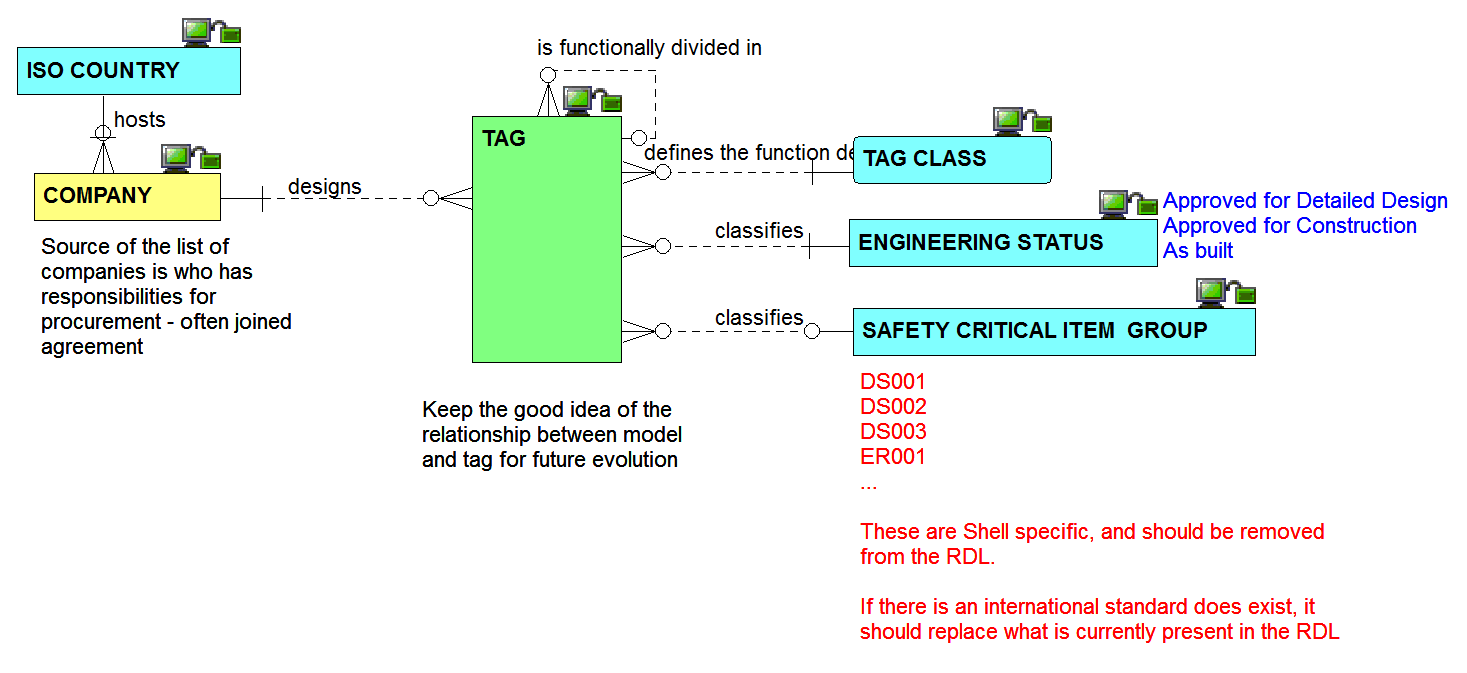 is functionally divided in
ISO COUNTRY
hosts
TAG
defines the function de
TAG CLASS
COMPANY
designs
Approved for Detailed Design
Approved for Construction
As built
classifies
ENGINEERING STATUS
Source of the list of
companies is who has
responsibilities for
procurement - often joined
agreement
classifies
SAFETY CRITICAL ITEM  GROUP
Keep the good idea of the
relationship between model
and tag for future evolution
DS001
DS002
DS003
ER001
...
These are Shell specific, and should be removed
from the RDL.
If there is an international standard does exist, it
should replace what is currently present in the RDL